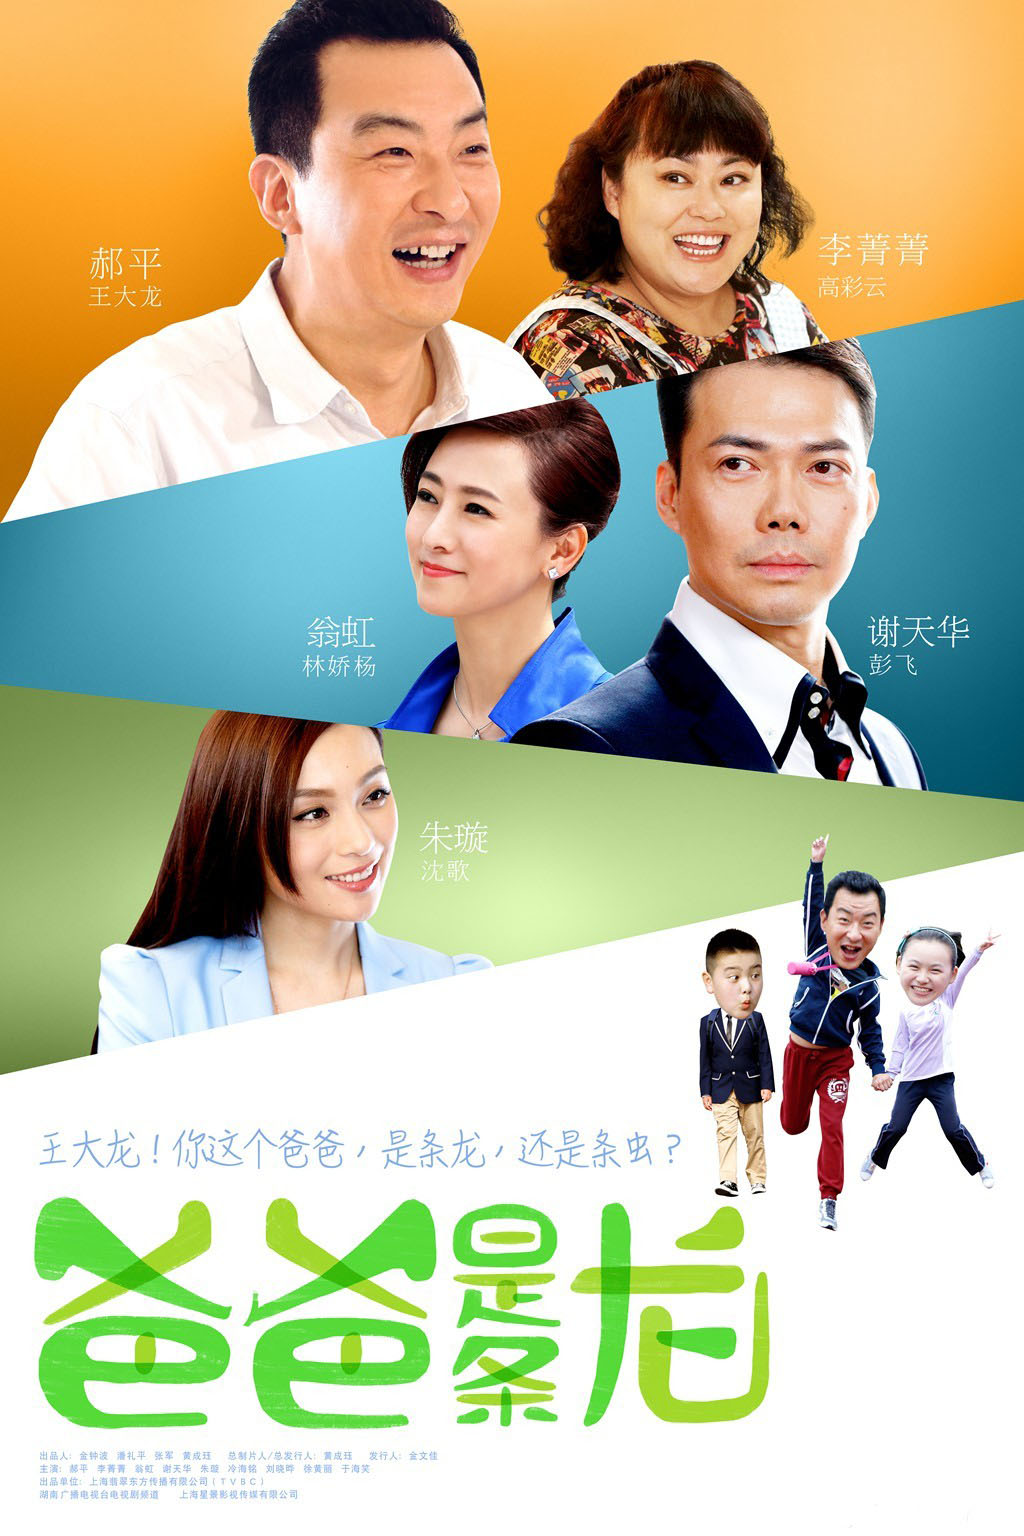 郝平
王大龙
李菁菁
高彩云
翁虹
林娇杨
谢天华
彭飞
朱璇
沈歌
王大龙！你这个爸爸，是条龙，还是条虫？
爸爸是条龙
出品人：金钟波 潘礼平 张军 黄成珏 总制片人/总发行人：黄成珏 发行人：金文佳
主演：郝平 李菁菁 翁虹 谢天华 朱璇 冷海铭 刘晓晔 徐黄丽 于海笑
出品单位：上海翡翠东方传播有限公司（TVBC）
湖南广播电视台电视剧频道 上海星景影视传媒有限公司